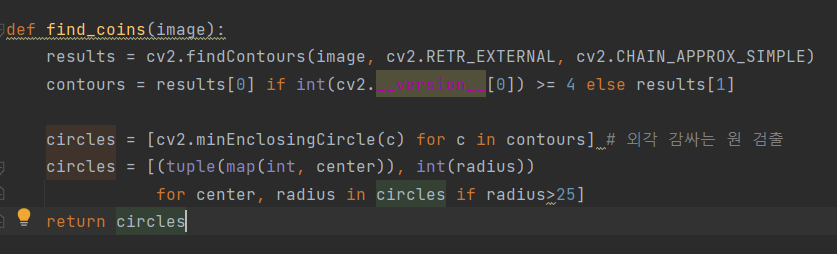 def find_coins(image):
    results = cv2.findContours(image, cv2.RETR_EXTERNAL, cv2.CHAIN_APPROX_SIMPLE)
    contours = results[0] if int(cv2.__version__[0]) >= 4 else results[1]
    circles = [cv2.minEnclosingCircle(c) for c in contours] # 외각 감싸는 원 검출
    circles = [(tuple(map(int, center)), int(radius))
               for center, radius in circles if radius>25]
    return circles